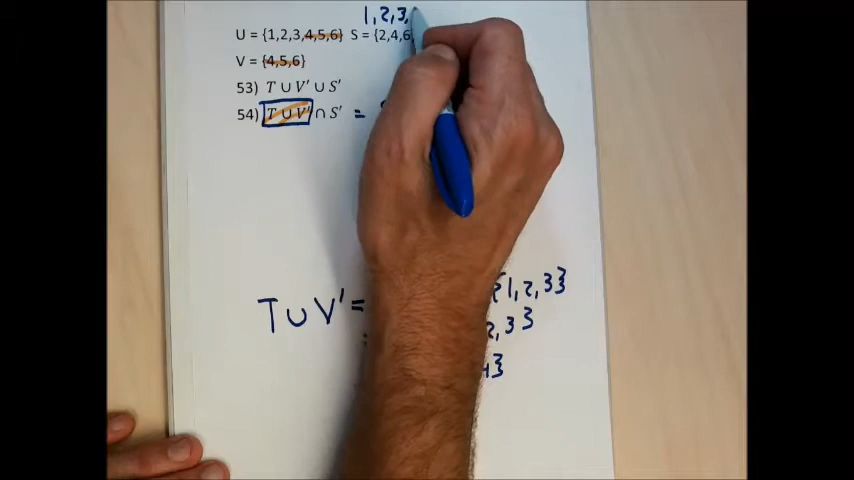 1,2,3,
U = {1,2,3,4,5,6} S = {2,4,6,
V = {4,5,6}
53) T ∪ V′ ∪ S′
54) T ∪ V′ ∩ S′ =
T ∪ V′ = {1,2,3}
2,3}
4}